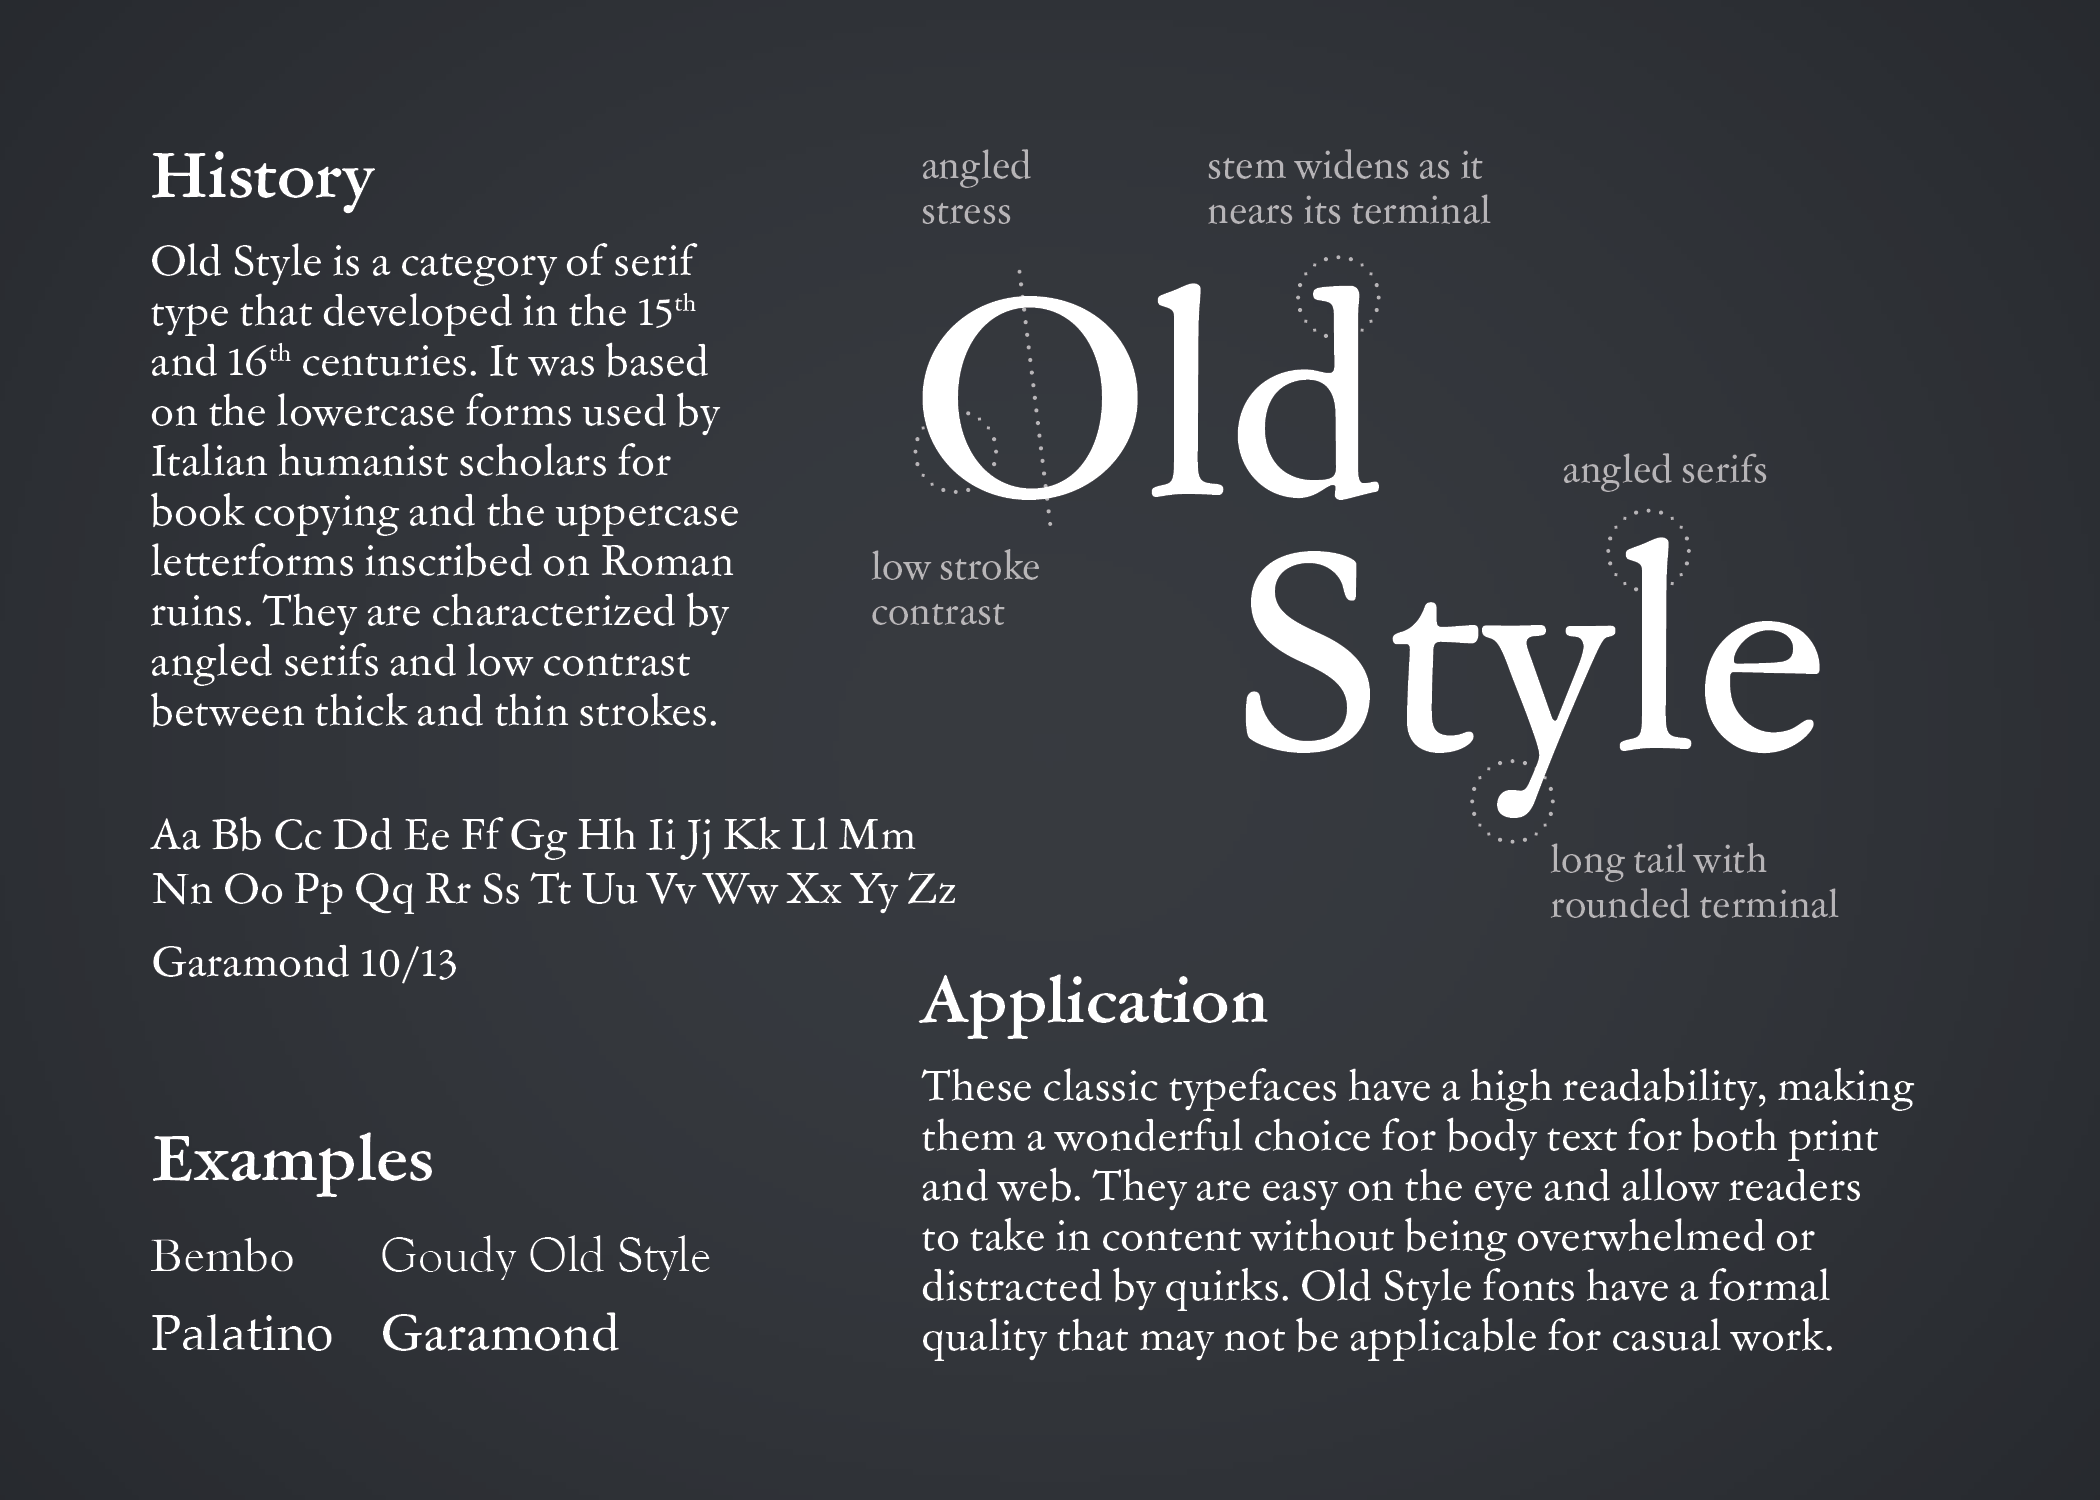 History
Old Style is a category of serif
type that developed in the 15th
and 16th centuries. It was based
on the lowercase forms used by
Italian humanist scholars for
book copying and the uppercase
letterforms inscribed on Roman
ruins. They are characterized by
angled serifs and low contrast
between thick and thin strokes.
Aa Bb Cc Dd Ee Ff Gg Hh Ii Jj Kk Ll Mm
Nn Oo Pp Qq Rr Ss Tt Uu Vv Ww Xx Yy Zz
Garamond 10/13
Examples
Bembo
Goudy Old Style
Palatino
Garamond
angled
stress
stem widens as it
nears its terminal
Old
low stroke
contrast
angled serifs
Style
long tail with
rounded terminal
Application
These classic typefaces have a high readability, making
them a wonderful choice for body text for both print
and web. They are easy on the eye and allow readers
to take in content without being overwhelmed or
distracted by quirks. Old Style fonts have a formal
quality that may not be applicable for casual work.